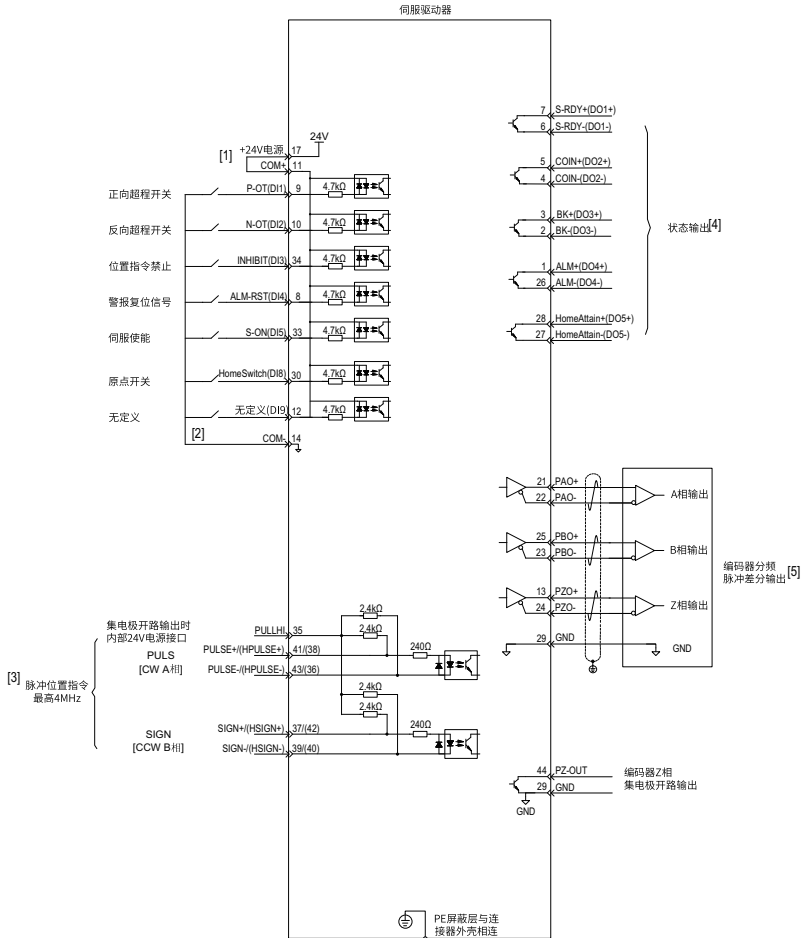 伺服驱动器
[1]
+24V电源
17
24V
COM+
11
正向超程开关
P-OT(DI1)
9
4.7kΩ
反向超程开关
N-OT(DI2)
10
4.7kΩ
位置指令禁止
INHIBIT(DI3)
34
4.7kΩ
警报复位信号
ALM-RST(DI4)
8
4.7kΩ
伺服使能
S-ON(DI5)
33
4.7kΩ
原点开关
HomeSwitch(DI8)
30
4.7kΩ
无定义
无定义(DI9)
12
4.7kΩ
[2]
COM-
14
7
S-RDY+(DO1+)
6
S-RDY-(DO1-)
5
COIN+(DO2+)
4
COIN-(DO2-)
3
BK+(DO3+)
2
BK-(DO3-)
1
ALM+(DO4+)
26
ALM-(DO4-)
28
HomeAttain+(DO5+)
27
HomeAttain-(DO5-)
状态输出[4]
21
PAO+
22
PAO-
A相输出
25
PBO+
23
PBO-
B相输出
13
PZO+
24
PZO-
Z相输出
29
GND
GND
编码器分频
脉冲差分输出[5]
[3]
脉冲位置指令
最高4MHz
集电极开路输出时
内部24V电源接口
PULLHI
35
2.4kΩ
2.4kΩ
PULS
[CW A相]
PULSE+/(HPULSE+)
41/(38)
240Ω
PULSE-/(HPULSE-)
43/(36)
2.4kΩ
2.4kΩ
SIGN
[CCW B相]
SIGN+/(HSIGN+)
37/(42)
240Ω
SIGN-/(HSIGN-)
39/(40)
44
PZ-OUT
29
GND
GND
编码器Z相
集电极开路输出
PE屏蔽层与连
接器外壳相连